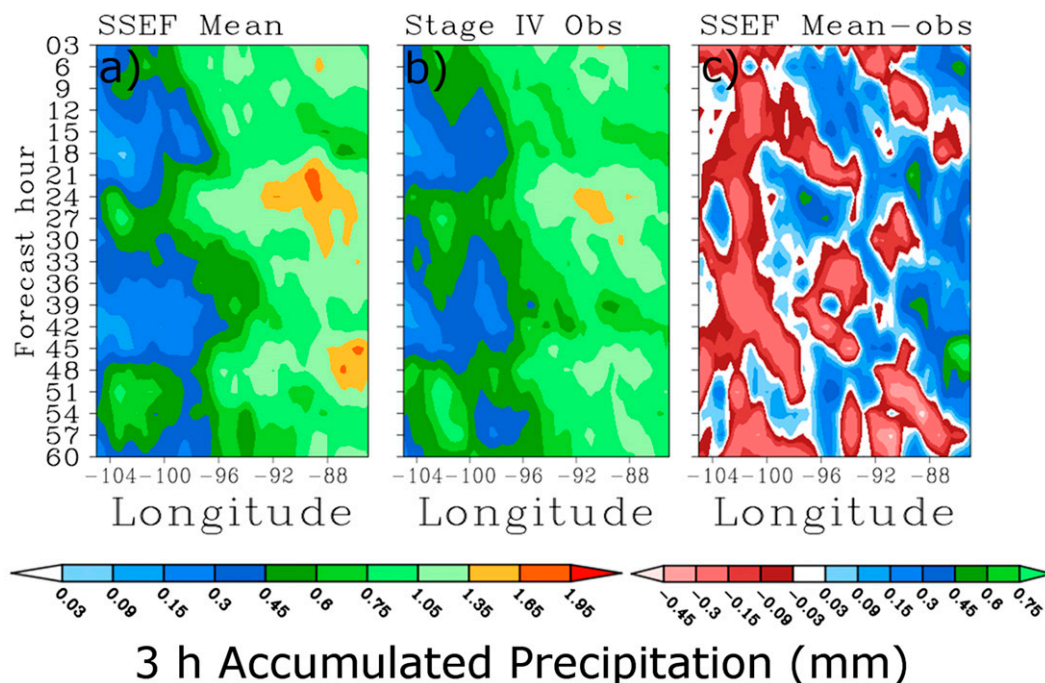 SSEF Mean
Stage IV Obs
SSEF Mean-obs
a)
b)
c)
Forecast hour
03
6
9
12
15
18
21
24
27
30
33
36
39
42
45
48
51
54
57
60
-104 -100 -96 -92 -88
-104 -100 -96 -92 -88
-104 -100 -96 -92 -88
Longitude
Longitude
Longitude
0.03 0.09 0.15 0.3 0.45 0.6 0.75 1.05 1.35 1.65 1.95
-0.45 -0.3 -0.15 -0.09 -0.03 0.03 0.09 0.15 0.3 0.45 0.6 0.75
3 h Accumulated Precipitation (mm)